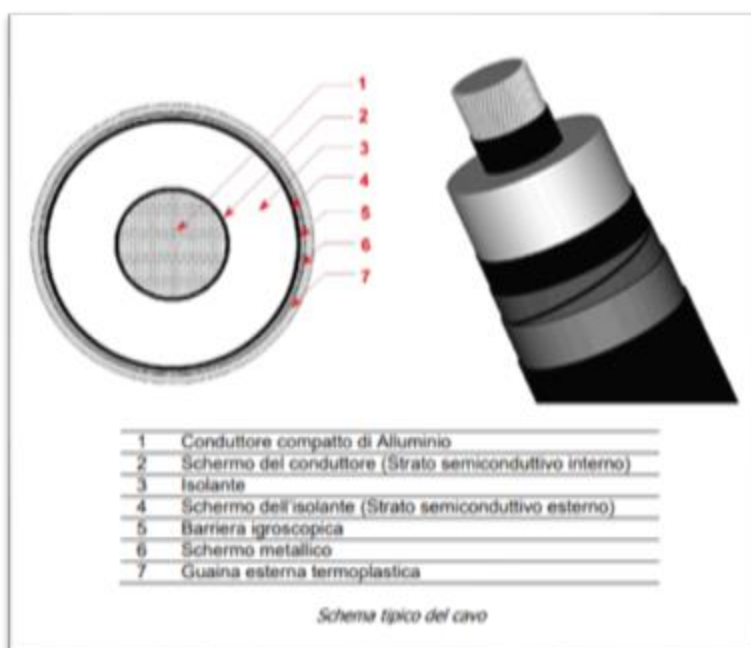 1
2
3
4
5
6
7
1 Conduttore compatto di Alluminio
2 Schermo del conduttore (Strato semiconduttivo interno)
3 Isolante
4 Schermo dell'isolante (Strato semiconduttivo esterno)
5 Barriera igroscopica
6 Schermo metallico
7 Guaina esterna termoplastica
Schema tipico del cavo